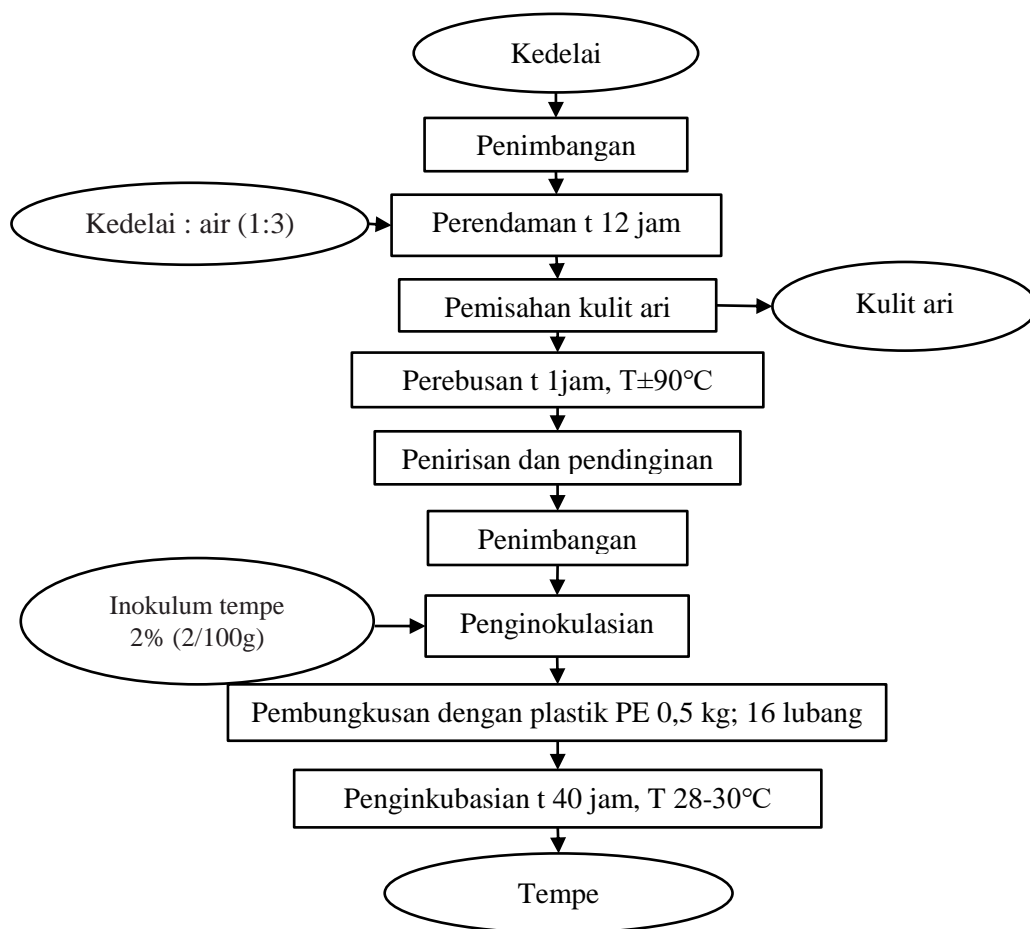 Kedelai
Penimbangan
Kedelai : air (1:3)
Perendaman t 12 jam
Pemisahan kulit ari
Kulit ari
Perebusan t 1jam, T±90°C
Penirisan dan pendinginan
Penimbangan
Inokulum tempe
2% (2/100g)
Penginokulasian
Pembungkusan dengan plastik PE 0,5 kg; 16 lubang
Penginkubasian t 40 jam, T 28-30°C
Tempe